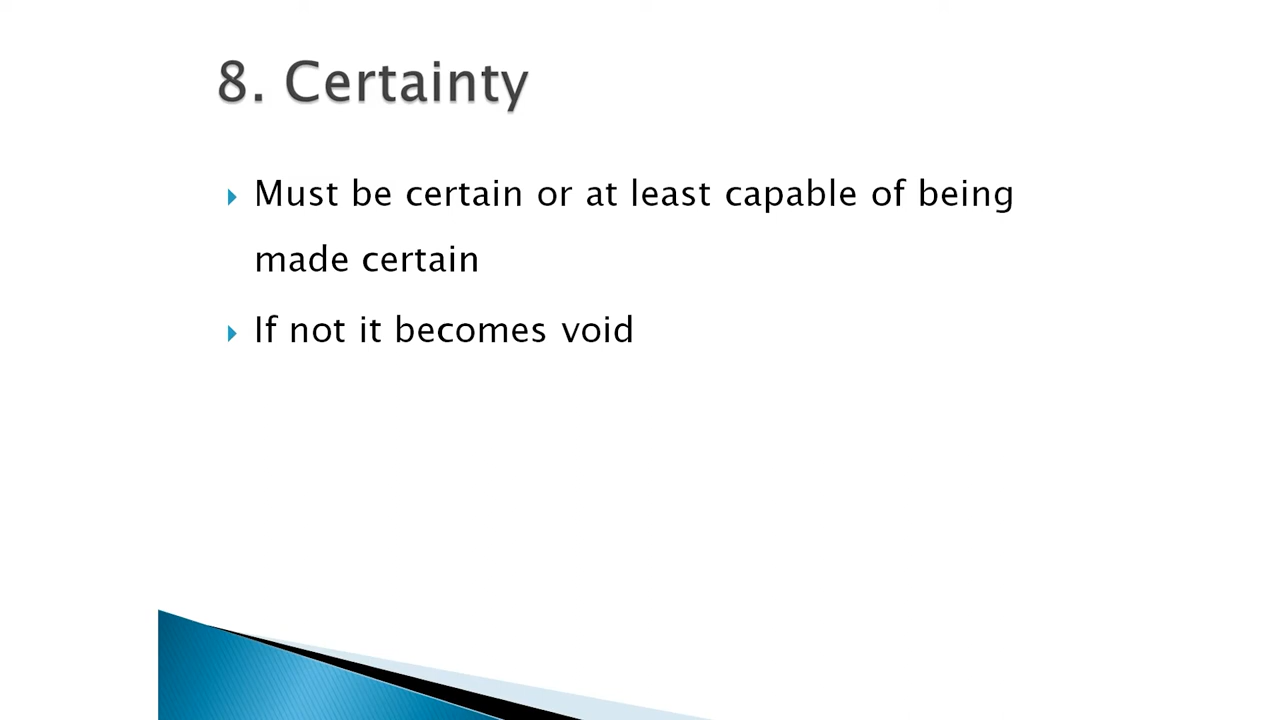 8. Certainty
Must be certain or at least capable of being
made certain
If not it becomes void